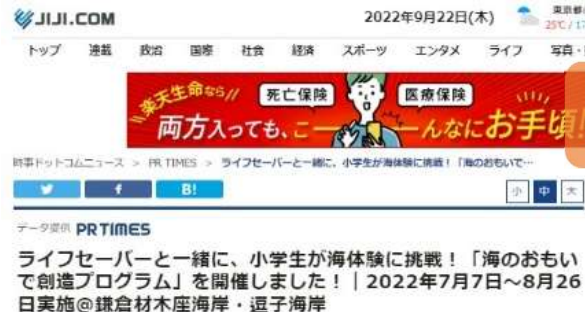 JIJI.COM
2022年9月22日(木)
東京都
25℃ / 17
トップ 連載 政治 国際 社会 経済 スポーツ エンタメ ライフ 写真・
楽天生命なら//
死亡保険
医療保険
両方入っても、こーーんなにお手頃!
時事ドットコムニュース > PR TIMES > ライフセーバーと一緒に、小学生が海体験に挑戦!「海のおもいで…
f B!
小 中 大
データ提供 PR TIMES
ライフセーバーと一緒に、小学生が海体験に挑戦!「海のおもい
で創造プログラム」を開催しました!|2022年7月7日~8月26
日実施@鎌倉材木座海岸・逗子海岸